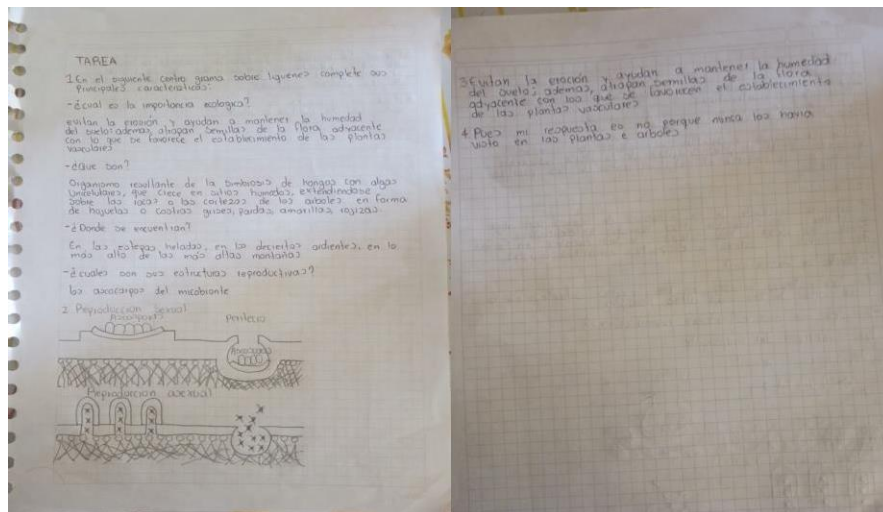 TAREA
1 En el siguiente centro grama sobre liquenes complete sus
Principales caracteristicas:
-¿cual es la importancia ecologica?
evitan la erosión y ayudan a mantener la humedad
del suelo: ademas, atrapan semillas de la flora adyacente
con lo que se favorece el establecimiento de las plantas
vasculares
-¿Que son?
Organismo resultante de la simbiosis de hongos con algas
Unicelulares, que crece en sitios humedos, extendiendose
sobre las rocas o las cortezas de los arboles en forma
de hojuelas o costras grises, pardas, amarillas, rojizas.
-¿Donde se encuentran?
En las estepas heladas, en los desiertos ardientes, en lo
más alto de las más altas montañas
-¿cuales son sus estructuras reproductivas?
los ascocarpos del micobionte
2. Reproduccion sexual
Ascosporas
Peritecio
Ascosporas
Reproduccion asexual
3 Evitan la erocion y ayudan a mantener la humedad
del suelo; ademas, atrapan semillas de la flora
adyacente con los que se favorecen el establecimiento
de las plantas vasculares
4. Pues mi respuesta es no porque nunca los havia
visto en las plantas e arboles